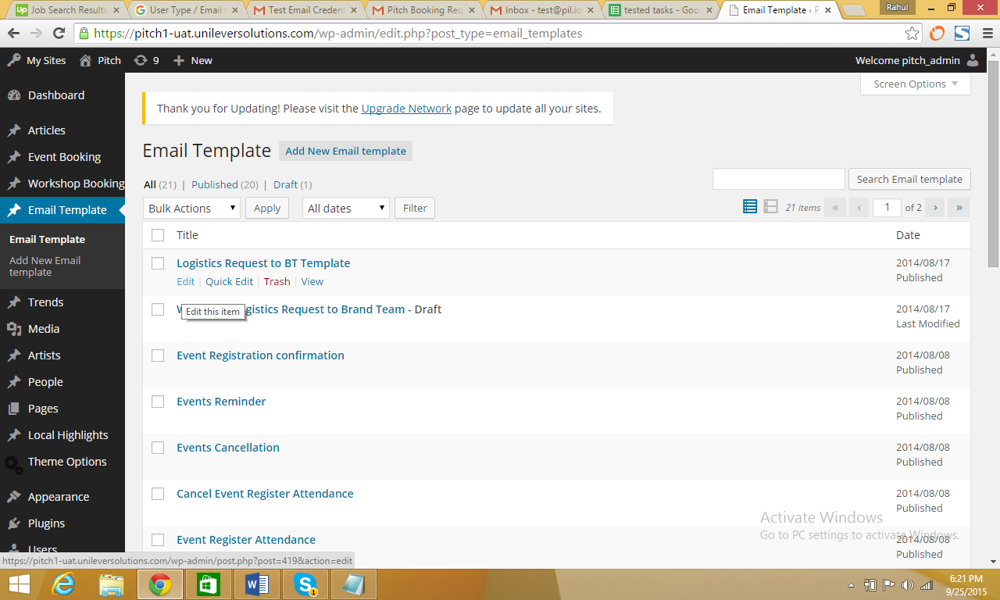 Job Search Results
User Type / Email
Test Email Creden
Pitch Booking Req
Inbox - test@pil.io
tested tasks - Goo
Email Template ‹ P
Rahul
https://pitch1-uat.unileversolutions.com/wp-admin/edit.php?post_type=email_templates
My Sites Pitch 9 + New
Welcome pitch_admin
Dashboard
Articles
Event Booking
Workshop Booking
Email Template
Email Template
Add New Email
template
Trends
Media
Artists
People
Pages
Local Highlights
Theme Options
Appearance
Plugins
Users
Screen Options
Thank you for Updating! Please visit the Upgrade Network page to update all your sites.
Email Template Add New Email template
All (21) | Published (20) | Draft (1)
Search Email template
Bulk Actions Apply All dates Filter
21 items « ‹ 1 of 2 › »
Title Date
Logistics Request to BT Template 2014/08/17
Published
Edit | Quick Edit | Trash | View
Edit this item
gistics Request to Brand Team - Draft 2014/08/17
Last Modified
Event Registration confirmation 2014/08/08
Published
Events Reminder 2014/08/08
Published
Events Cancellation 2014/08/08
Published
Cancel Event Register Attendance 2014/08/08
Published
Event Register Attendance 2014/08/08
Published
Activate Windows
Go to PC settings to activate Windows.
https://pitch1-uat.unileversolutions.com/wp-admin/post.php?post=419&action=edit
6:21 PM
9/25/2015